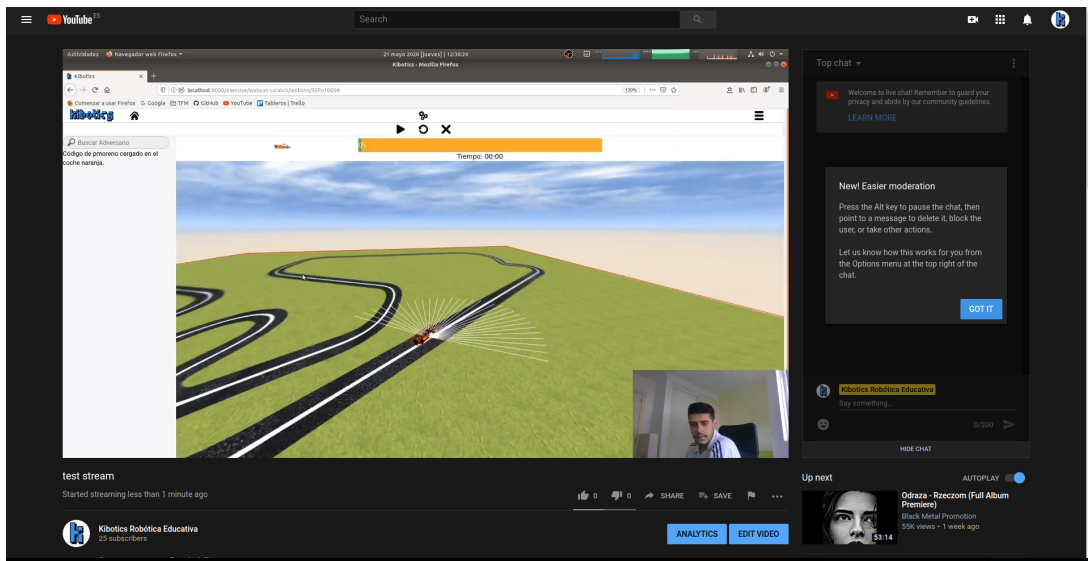 YouTube ES
Search
Actividades
Navegador web Firefox
21 mayo 2020 [jueves] | 12:30:24
Kibotics - Mozilla Firefox
Kibotics
120%
Comenzar a usar Firefox
Google
TFM
GitHub
YouTube
Tableros | Trello
kibotics
Buscar Adversario
Código de pmoreno cargado en el
coche naranja.
0%
Tiempo: 00:00
test stream
Started streaming less than 1 minute ago
0
0
SHARE
SAVE
Kibotics Robótica Educativa
25 subscribers
ANALYTICS
EDIT VIDEO
Top chat
Welcome to live chat! Remember to guard your
privacy and abide by our community guidelines.
LEARN MORE
New! Easier moderation
Press the Alt key to pause the chat, then
point to a message to delete it, block the
user, or take other actions.
Let us know how this works for you from
the Options menu at the top right of the
chat.
GOT IT
Kibotics Robótica Educativa
Say something...
0/200
HIDE CHAT
Up next
AUTOPLAY
53:14
Odraza - Rzeczom (Full Album
Premiere)
Black Metal Promotion
55K views • 1 week ago